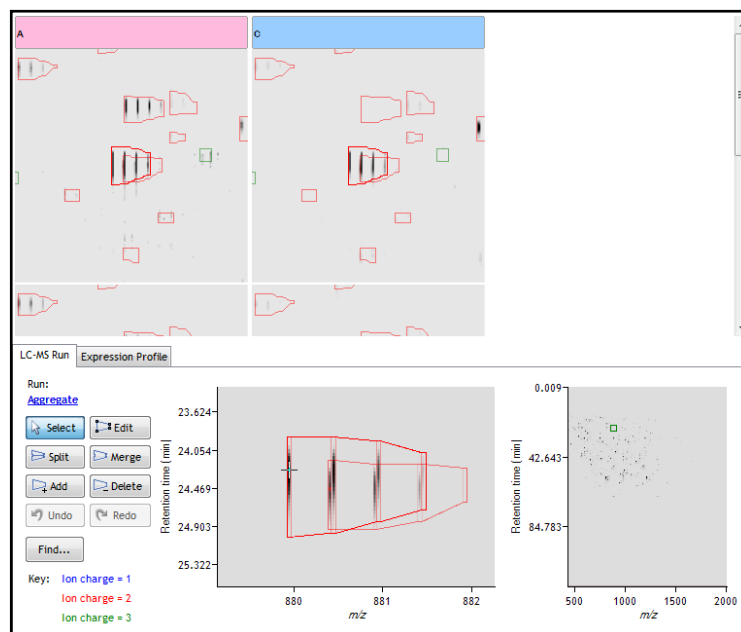 A
C
LC-MS Run
Expression Profile
Run:
Aggregate
Select
Edit
Split
Merge
Add
Delete
Undo
Redo
Find...
Key:
Ion charge = 1
Ion charge = 2
Ion charge = 3
Retention time (min)
23.624
24.054
24.469
24.903
25.322
880
881
882
m/z
Retention time (min)
0.009
42.643
84.783
500
1000
1500
2000
m/z